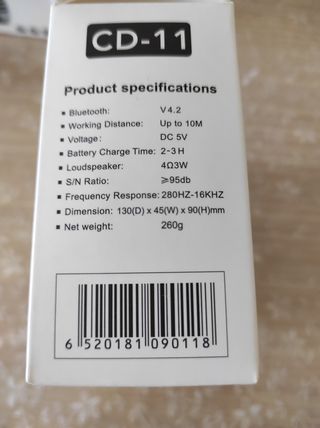 CD-11
Product specifications
▪ Bluetooth: V4.2
▪ Working Distance: Up to 10M
▪ Voltage: DC 5V
▪ Battery Charge Time: 2-3H
▪ Loudspeaker: 4Ω3W
▪ S/N Ratio: ≥95db
▪ Frequency Response: 280HZ-16KHZ
▪ Dimension: 130(D) x 45(W) x 90(H)mm
▪ Net weight: 260g
6 520181 090118